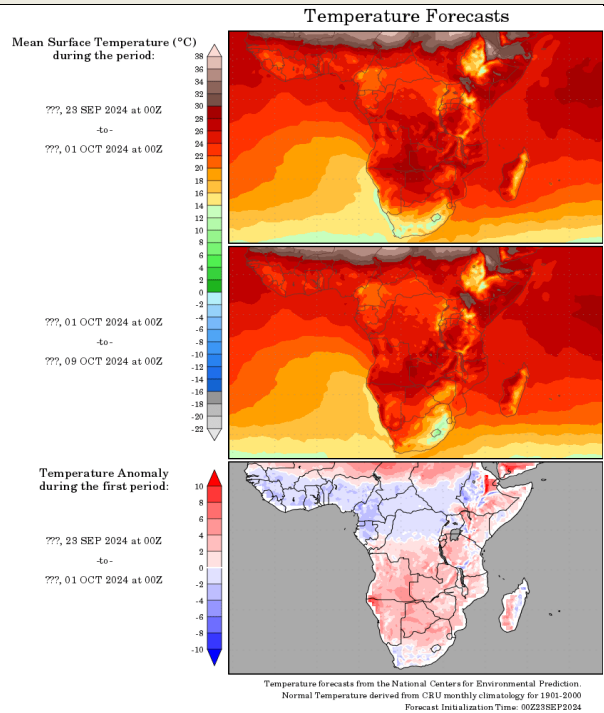 Temperature Forecasts
Mean Surface Temperature (°C)
during the period:
38
36
34
32
30
28
26
24
22
20
18
16
14
12
10
8
6
4
2
0
-2
-4
-6
-8
-10
-12
-14
-16
-18
-20
-22
???, 23 SEP 2024 at 00Z
-to-
???, 01 OCT 2024 at 00Z
???, 01 OCT 2024 at 00Z
-to-
???, 09 OCT 2024 at 00Z
Temperature Anomaly
during the first period:
10
8
6
4
2
0
-2
-4
-6
-8
-10
???, 23 SEP 2024 at 00Z
-to-
???, 01 OCT 2024 at 00Z
Temperature forecasts from the National Centers for Environmental Prediction.
Normal Temperature derived from CRU monthly climatology for 1901-2000
Forecast Initialization Time: 00Z23SEP2024